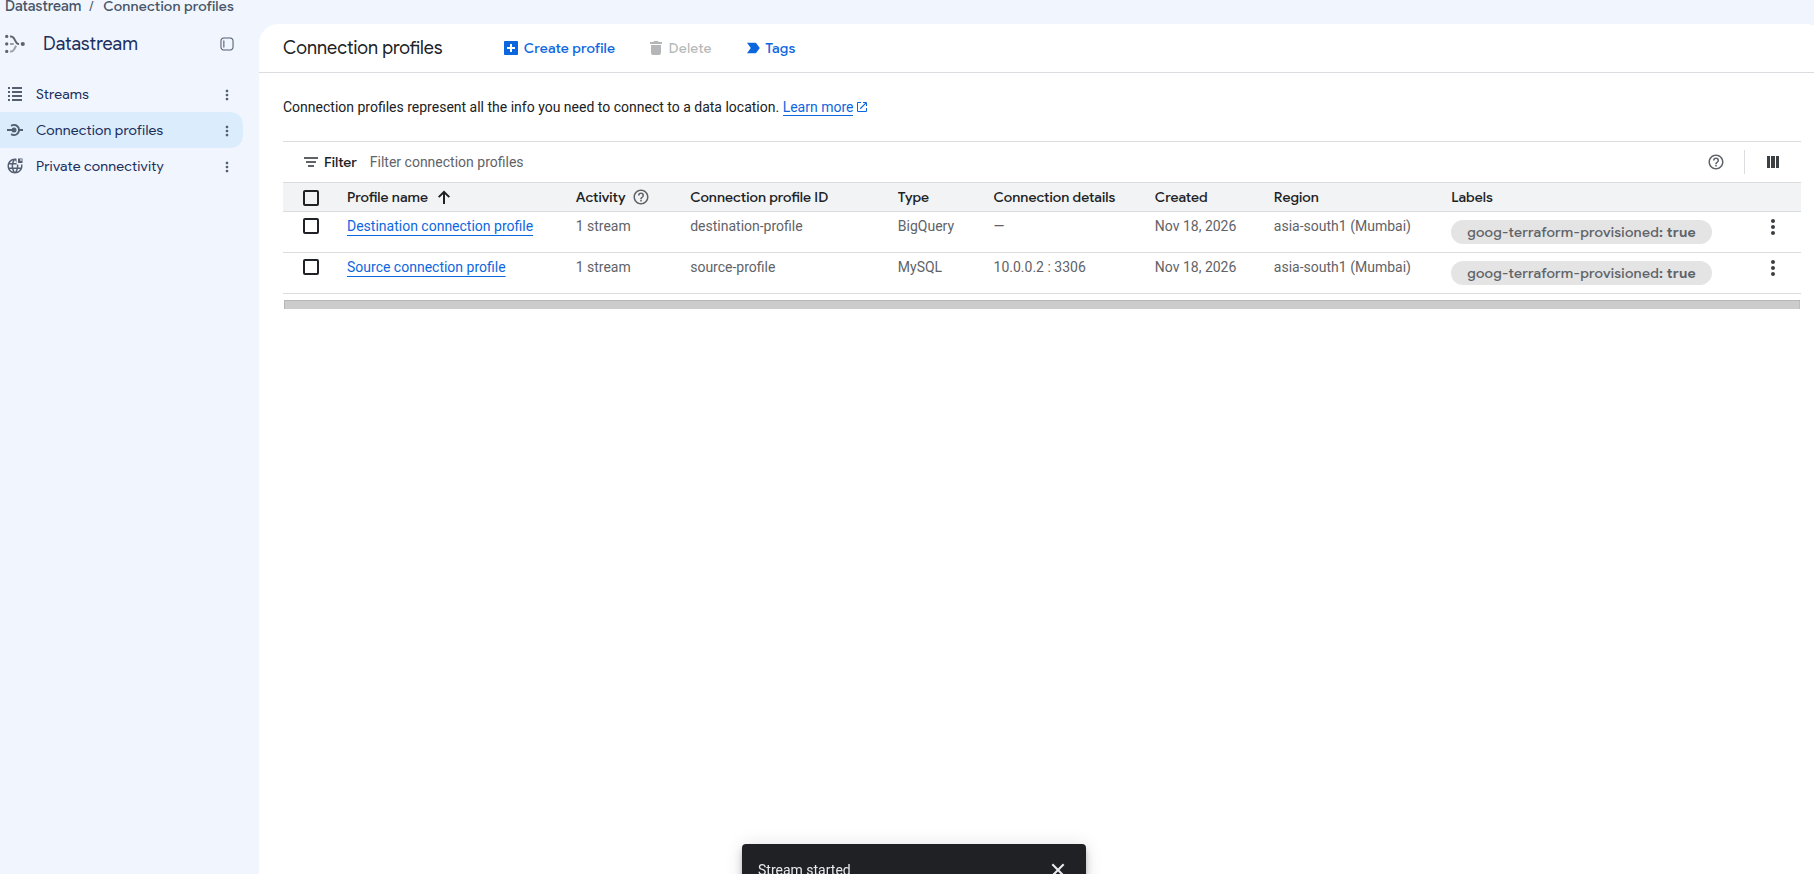 Datastream / Connection profiles
Datastream
Streams
Connection profiles
Private connectivity
Connection profiles Create profile Delete Tags
Connection profiles represent all the info you need to connect to a data location. Learn more
Filter Filter connection profiles
Profile name Activity Connection profile ID Type Connection details Created Region Labels
Destination connection profile 1 stream destination-profile BigQuery — Nov 18, 2026 asia-south1 (Mumbai) goog-terraform-provisioned: true
Source connection profile 1 stream source-profile MySQL 10.0.0.2 : 3306 Nov 18, 2026 asia-south1 (Mumbai) goog-terraform-provisioned: true
Stream started